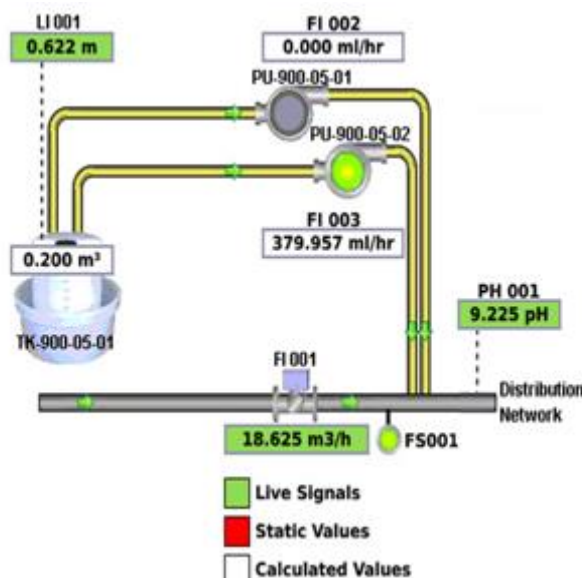 LI 001
0.622 m
FI 002
0.000 ml/hr
PU-900-05-01
PU-900-05-02
FI 003
379.957 ml/hr
0.200 m³
TK-900-05-01
PH 001
9.225 pH
FI 001
Distribution
Network
18.625 m3/h
FS001
Live Signals
Static Values
Calculated Values